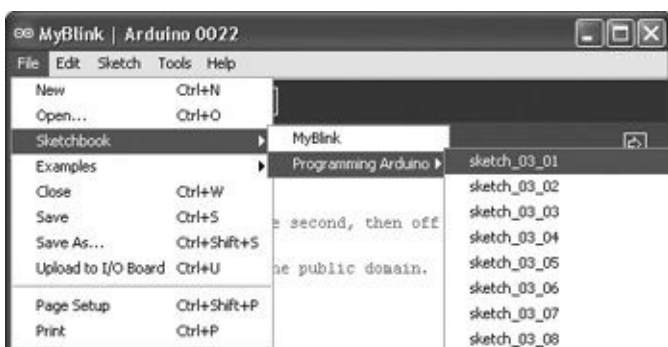 MyBlink | Arduino 0022
File Edit Sketch Tools Help
New Ctrl+N
Open... Ctrl+O
Sketchbook
Examples
Close Ctrl+W
Save Ctrl+S
Save As... Ctrl+Shift+S
Upload to I/O Board Ctrl+U
Page Setup Ctrl+Shift+P
Print Ctrl+P
MyBlink
Programming Arduino
sketch_03_01
sketch_03_02
sketch_03_03
sketch_03_04
sketch_03_05
sketch_03_06
sketch_03_07
sketch_03_08
second, then off
public domain.